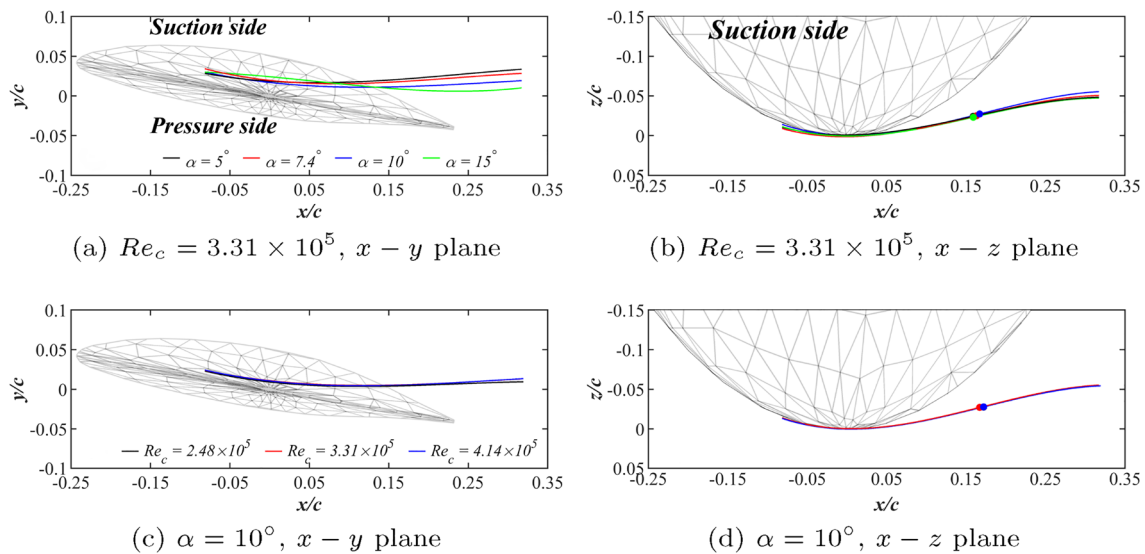 0.1
0.05
0
-0.05
-0.1
y/c
Suction side
Pressure side
α = 5° α = 7.4° α = 10° α = 15°
-0.25 -0.15 -0.05 0.05 0.15 0.25 0.35
x/c
(a) Re_c = 3.31 × 10^5, x − y plane
-0.15
-0.1
-0.05
0
0.05
z/c
Suction side
-0.25 -0.15 -0.05 0.05 0.15 0.25 0.35
x/c
(b) Re_c = 3.31 × 10^5, x − z plane
0.1
0.05
0
-0.05
-0.1
y/c
Re_c = 2.48×10^5 Re_c = 3.31×10^5 Re_c = 4.14×10^5
-0.25 -0.15 -0.05 0.05 0.15 0.25 0.35
x/c
(c) α = 10°, x − y plane
-0.15
-0.1
-0.05
0
0.05
z/c
-0.25 -0.15 -0.05 0.05 0.15 0.25 0.35
x/c
(d) α = 10°, x − z plane